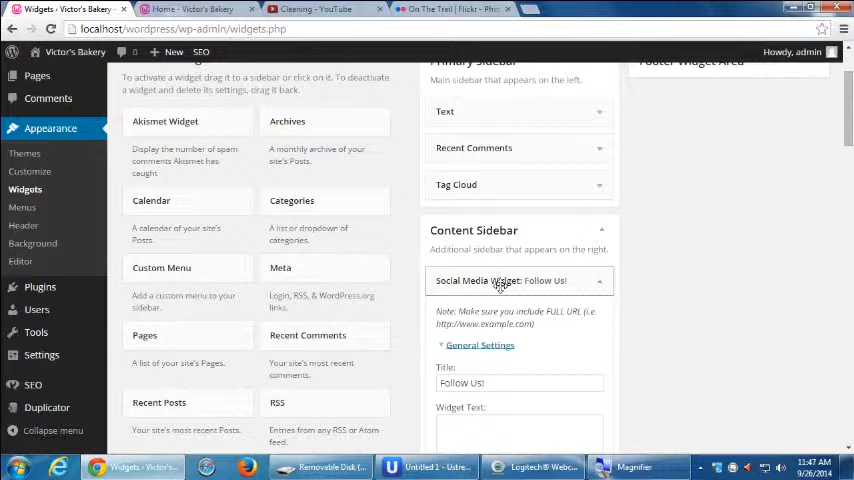 Widgets ‹ Victor's Bakery‹
Home - Victor's Bakery
Cleaning - YouTube
On The Trail | Flickr - Pho
localhost/wordpress/wp-admin/widgets.php
Victor's Bakery
0
New
SEO
Howdy, admin
Pages
Comments
Appearance
Themes
Customize
Widgets
Menus
Header
Background
Editor
Plugins
Users
Tools
Settings
SEO
Duplicator
Collapse menu
To activate a widget drag it to a sidebar or click on it. To deactivate
a widget and delete its settings, drag it back.
Akismet Widget
Display the number of spam
comments Akismet has
caught
Archives
A monthly archive of your
site's Posts.
Calendar
A calendar of your site's
Posts.
Categories
A list or dropdown of
categories.
Custom Menu
Add a custom menu to your
sidebar.
Meta
Login, RSS, & WordPress.org
links.
Pages
A list of your site's Pages.
Recent Comments
Your site's most recent
comments.
Recent Posts
Your site's most recent Posts.
RSS
Entries from any RSS or Atom
feed.
Primary Sidebar
Main sidebar that appears on the left.
Text
Recent Comments
Tag Cloud
Content Sidebar
Additional sidebar that appears on the right.
Social Media Widget: Follow Us!
Note: Make sure you include FULL URL (i.e.
http://www.example.com)
General Settings
Title:
Follow Us!
Widget Text:
Footer Widget Area
Widgets ‹ Victor's...
Removable Disk (...
Untitled 1 - Ustre...
Logitech® Webc...
Magnifier
11:47 AM
9/26/2014